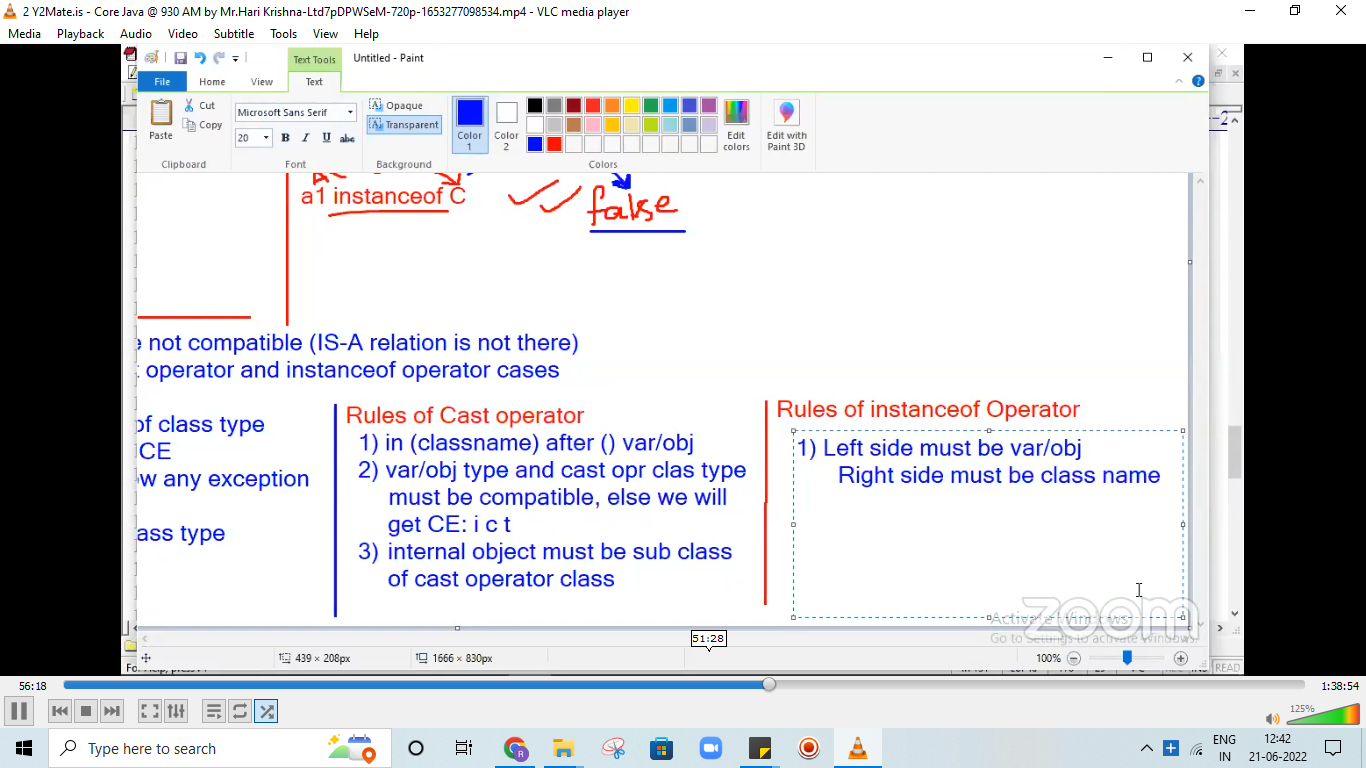 2 Y2Mate.is - Core Java @ 930 AM by Mr.Hari Krishna-Ltd7pDPWSeM-720p-1653277098534.mp4 - VLC media player
Media Playback Audio Video Subtitle Tools View Help
Text Tools Untitled - Paint
File Home View Text
Paste Cut Copy
Microsoft Sans Serif
20 B I U abc
Opaque
Transparent
Color 1 Color 2
Edit colors
Edit with Paint 3D
Clipboard Font Background Colors
a1 instanceof C false
e not compatible (IS-A relation is not there)
t operator and instanceof operator cases
of class type
CE
ow any exception
ass type
Rules of Cast operator
1) in (classname) after () var/obj
2) var/obj type and cast opr clas type
must be compatible, else we will
get CE: i c t
3) internal object must be sub class
of cast operator class
Rules of instanceof Operator
1) Left side must be var/obj
Right side must be class name
zoom
Activate Windows
Go to Settings to activate Windows.
51:28
439 × 208px 1666 × 830px 100%
READ
56:18 1:38:54
125%
Type here to search
ENG
IN
12:42
21-06-2022